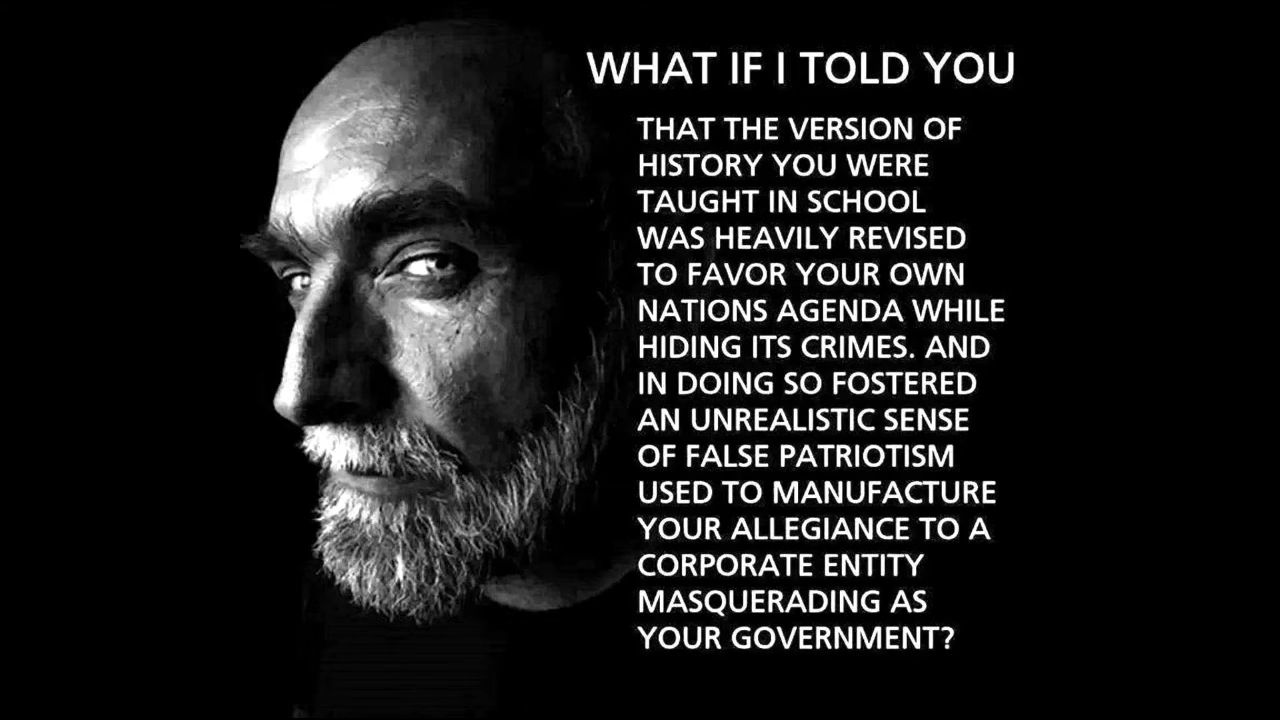 WHAT IF I TOLD YOU
THAT THE VERSION OF
HISTORY YOU WERE
TAUGHT IN SCHOOL
WAS HEAVILY REVISED
TO FAVOR YOUR OWN
NATIONS AGENDA WHILE
HIDING ITS CRIMES. AND
IN DOING SO FOSTERED
AN UNREALISTIC SENSE
OF FALSE PATRIOTISM
USED TO MANUFACTURE
YOUR ALLEGIANCE TO A
CORPORATE ENTITY
MASQUERADING AS
YOUR GOVERNMENT?